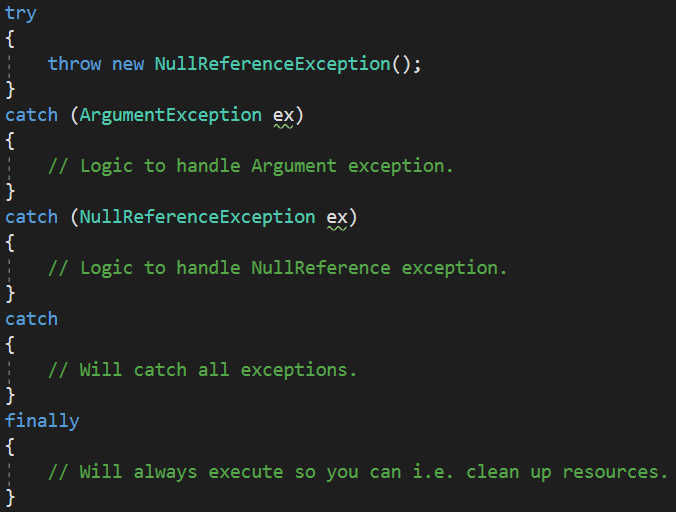 try
{
    throw new NullReferenceException();
}
catch (ArgumentException ex)
{
    // Logic to handle Argument exception.
}
catch (NullReferenceException ex)
{
    // Logic to handle NullReference exception.
}
catch
{
    // Will catch all exceptions.
}
finally
{
    // Will always execute so you can i.e. clean up resources.
}